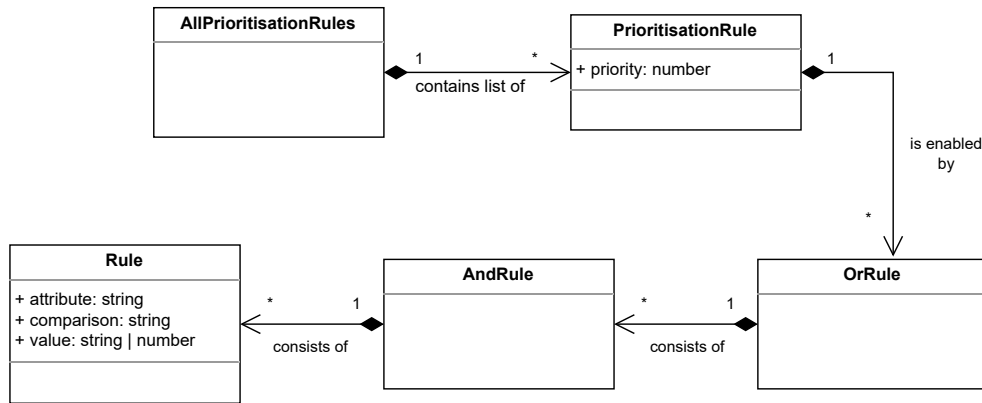 AllPrioritisationRules
PrioritisationRule
1
*
1
+ priority: number
contains list of
is enabled
by
*
Rule
AndRule
OrRule
+ attribute: string
+ comparison: string
+ value: string | number
*
1
*
1
consists of
consists of